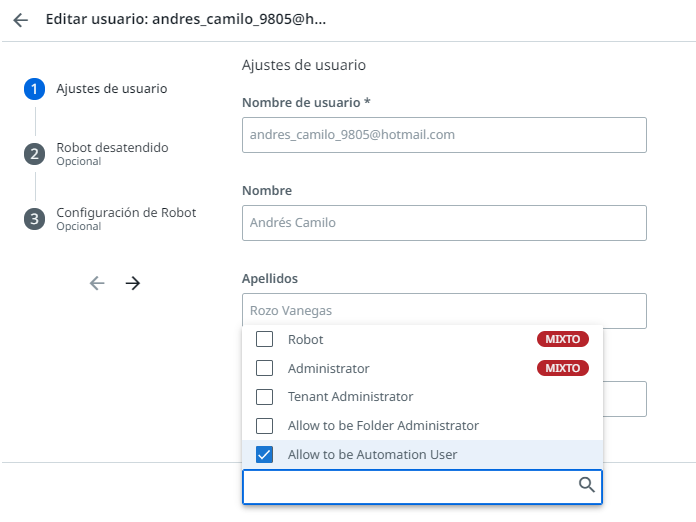 Editar usuario: andres_camilo_9805@h...
1 Ajustes de usuario
2 Robot desatendido
Opcional
3 Configuración de Robot
Opcional
Ajustes de usuario
Nombre de usuario *
andres_camilo_9805@hotmail.com
Nombre
Andrés Camilo
Apellidos
Rozo Vanegas
Robot MIXTO
Administrator MIXTO
Tenant Administrator
Allow to be Folder Administrator
Allow to be Automation User